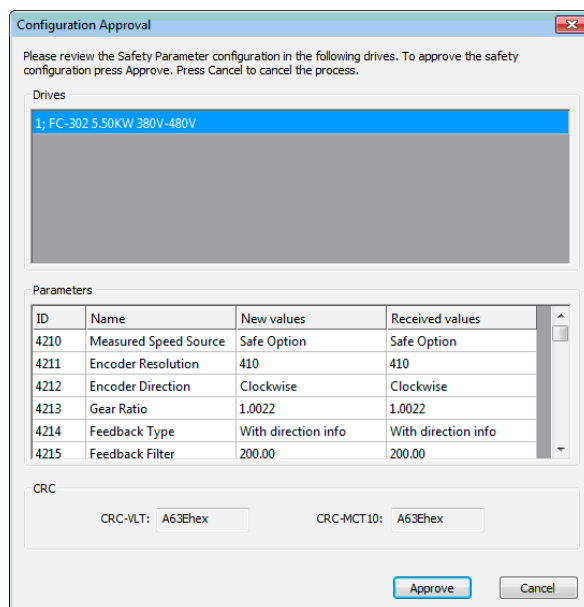 Configuration Approval
Please review the Safety Parameter configuration in the following drives. To approve the safety
configuration press Approve. Press Cancel to cancel the process.
Drives
1; FC-302 5.50KW 380V-480V
Parameters
ID Name New values Received values
4210 Measured Speed Source Safe Option Safe Option
4211 Encoder Resolution 410 410
4212 Encoder Direction Clockwise Clockwise
4213 Gear Ratio 1.0022 1.0022
4214 Feedback Type With direction info With direction info
4215 Feedback Filter 200.00 200.00
CRC
CRC-VLT: A63Ehex CRC-MCT10: A63Ehex
Approve Cancel